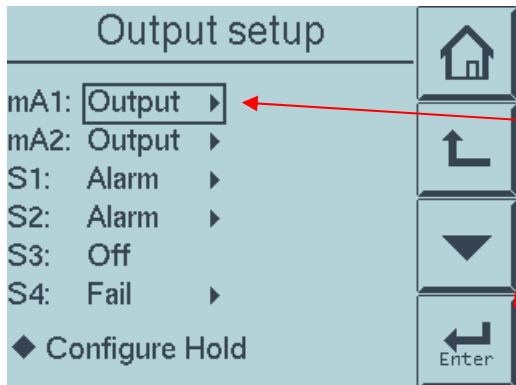 Output setup
mA1: Output
mA2: Output
S1: Alarm
S2: Alarm
S3: Off
S4: Fail
Configure Hold
Enter